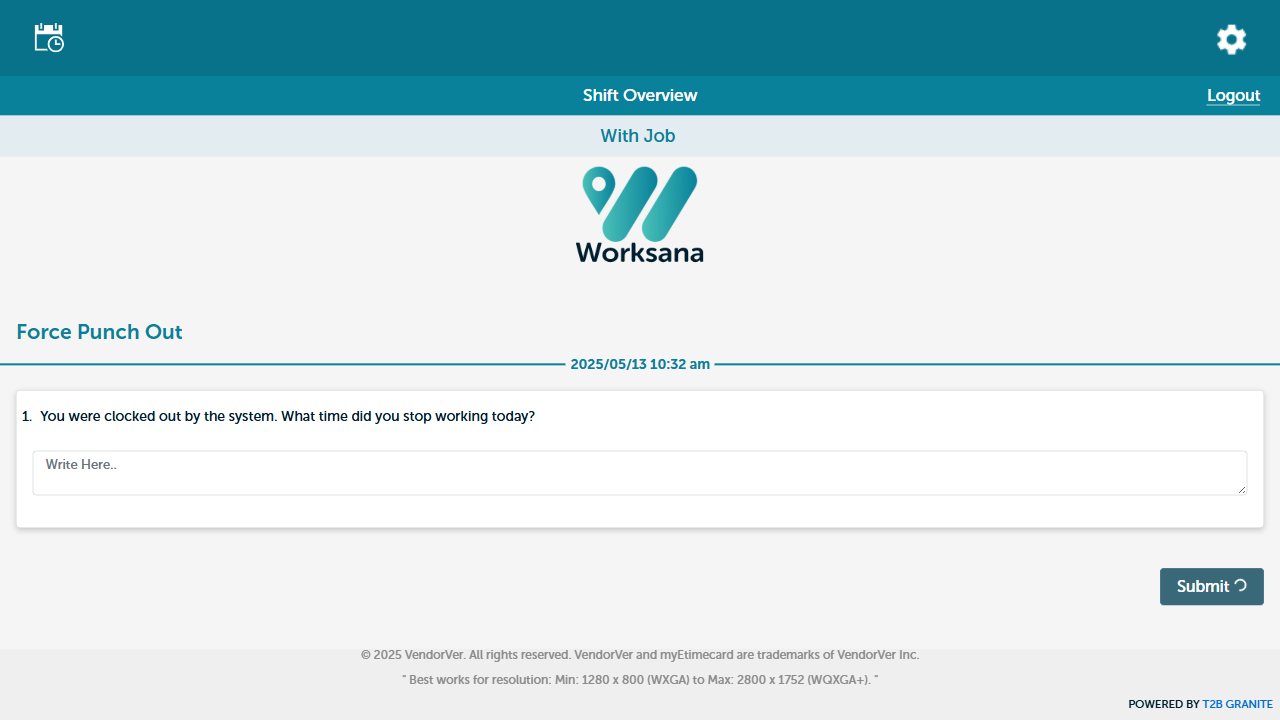 Shift Overview
Logout
With Job
Worksana
Force Punch Out
2025/05/13 10:32 am
1. You were clocked out by the system. What time did you stop working today?
Write Here..
Submit
© 2025 VendorVer. All rights reserved. VendorVer and myEtimecard are trademarks of VendorVer Inc.
" Best works for resolution: Min: 1280 x 800 (WXGA) to Max: 2800 x 1752 (WQXGA+). "
POWERED BY T2B GRANITE